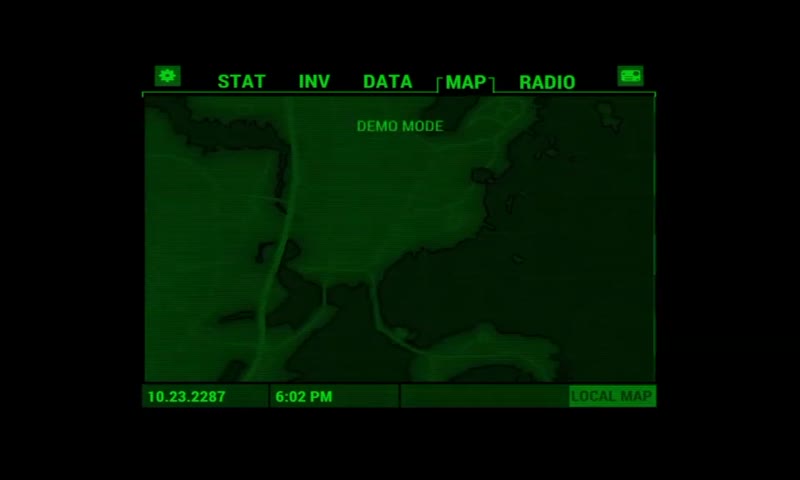 STAT INV DATA MAP RADIO
DEMO MODE
10.23.2287 6:02 PM LOCAL MAP